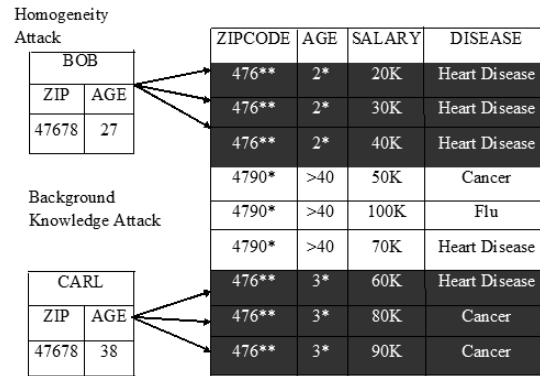 Homogeneity
Attack
BOB
ZIP AGE
47678 27
Background
Knowledge Attack
CARL
ZIP AGE
47678 38
ZIPCODE AGE SALARY DISEASE
476** 2* 20K Heart Disease
476** 2* 30K Heart Disease
476** 2* 40K Heart Disease
4790* >40 50K Cancer
4790* >40 100K Flu
4790* >40 70K Heart Disease
476** 3* 60K Heart Disease
476** 3* 80K Cancer
476** 3* 90K Cancer